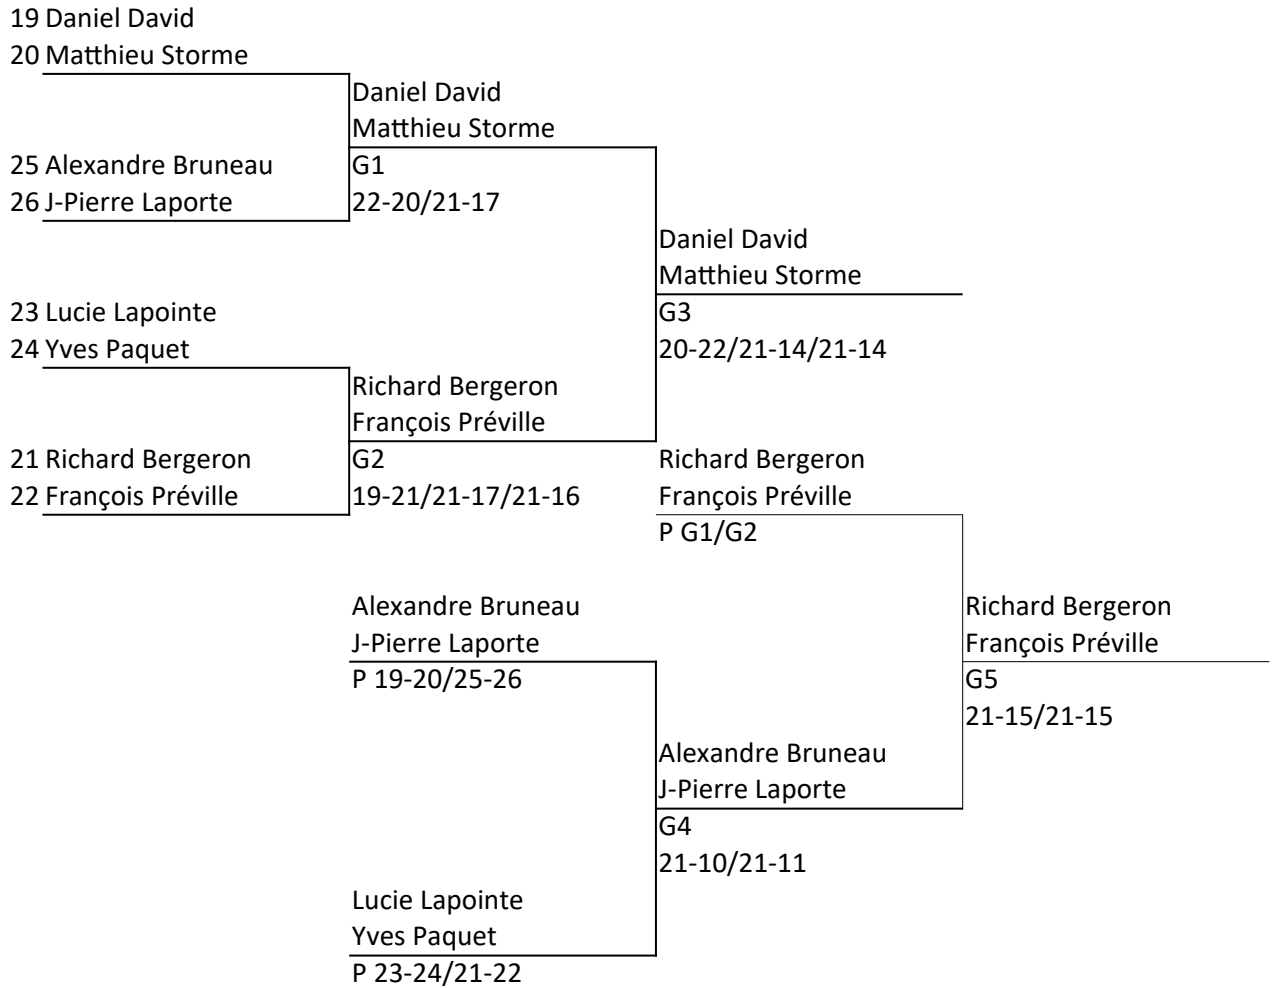 19 Daniel David
20 Matthieu Storme
Daniel David
Matthieu Storme
25 Alexandre Bruneau
G1
26 J-Pierre Laporte
22-20/21-17
Daniel David
Matthieu Storme
23 Lucie Lapointe
G3
24 Yves Paquet
20-22/21-14/21-14
Richard Bergeron
François Préville
21 Richard Bergeron
G2
Richard Bergeron
22 François Préville
19-21/21-17/21-16
François Préville
P G1/G2
Alexandre Bruneau
Richard Bergeron
J-Pierre Laporte
François Préville
P 19-20/25-26
G5
21-15/21-15
Alexandre Bruneau
J-Pierre Laporte
G4
21-10/21-11
Lucie Lapointe
Yves Paquet
P 23-24/21-22